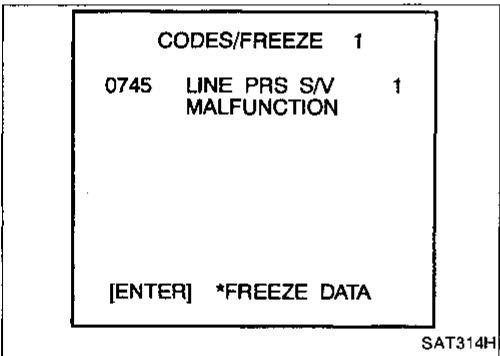 CODES/FREEZE 1
0745 LINE PRS S/V 1
MALFUNCTION
[ENTER] *FREEZE DATA
SAT314H